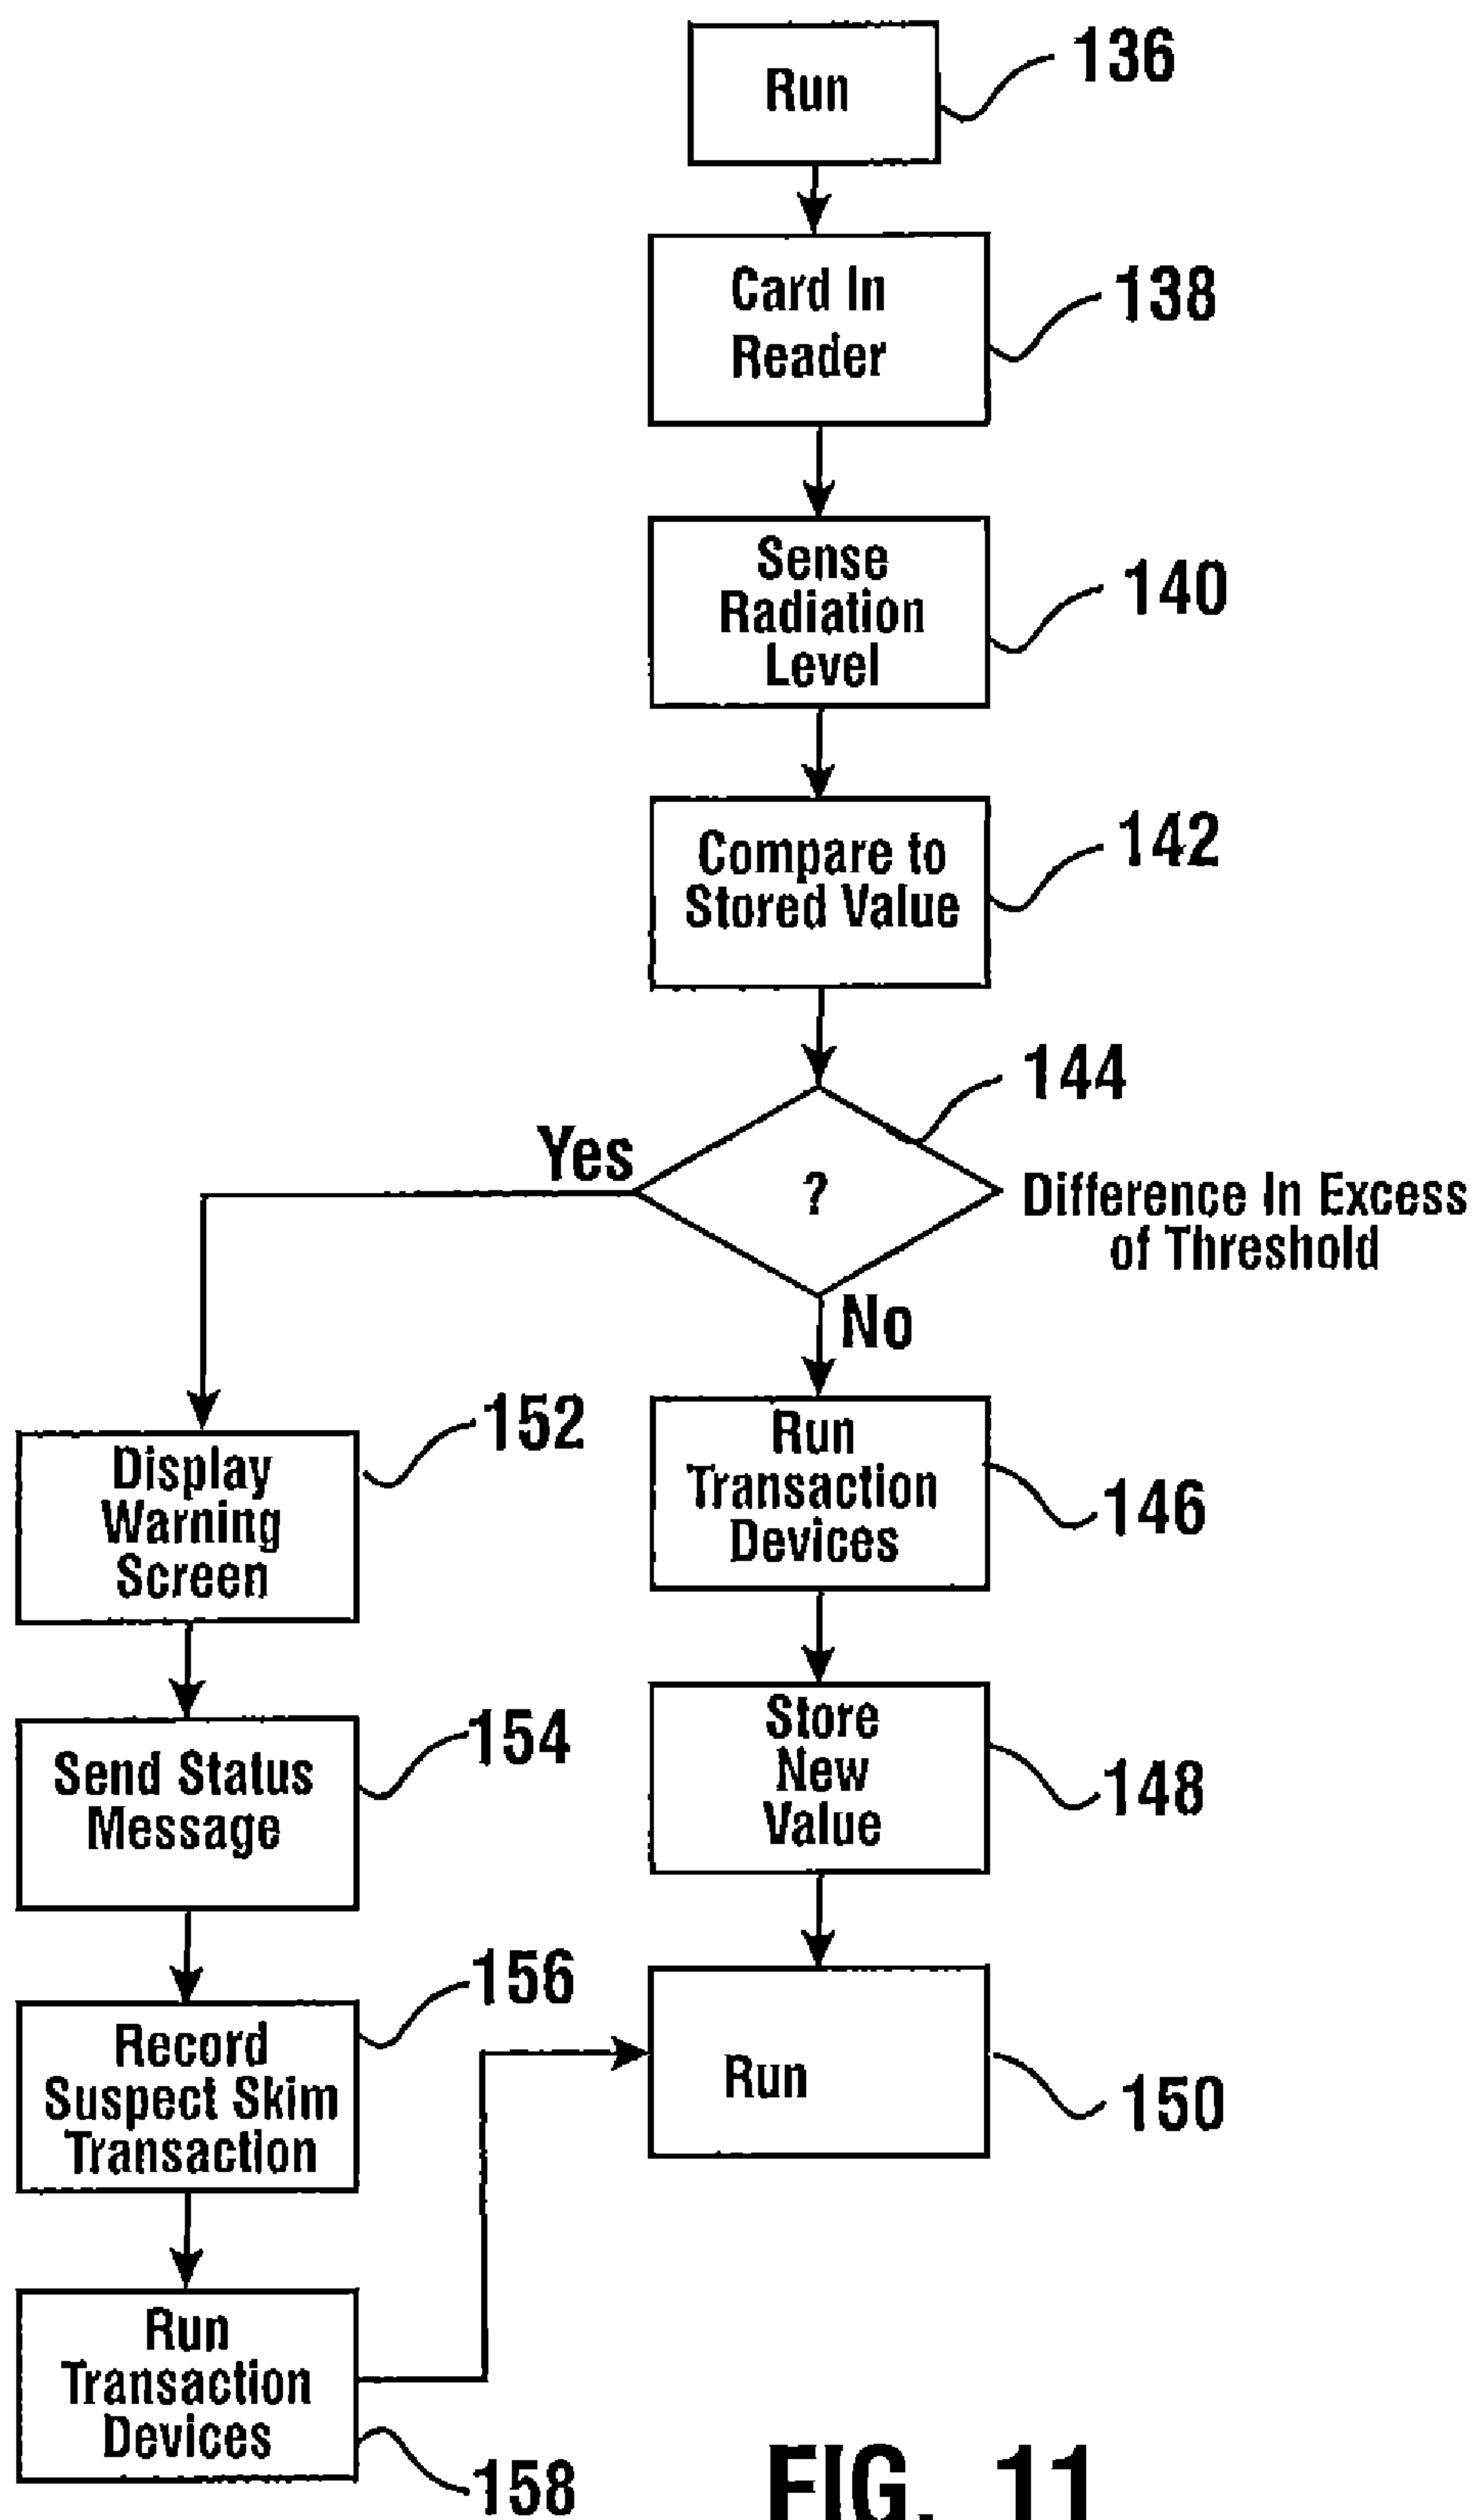 Run
136
Card In
Reader
138
Sense
Radiation
Level
140
Compare to
Stored Value
142
144
?
Difference In Excess
of Threshold
Yes
No
Display
Warning
Screen
152
Run
Transaction
Devices
146
Send Status
Message
154
Store
New
Value
148
Record
Suspect Skim
Transaction
156
Run
150
Run
Transaction
Devices
158
FIG. 11